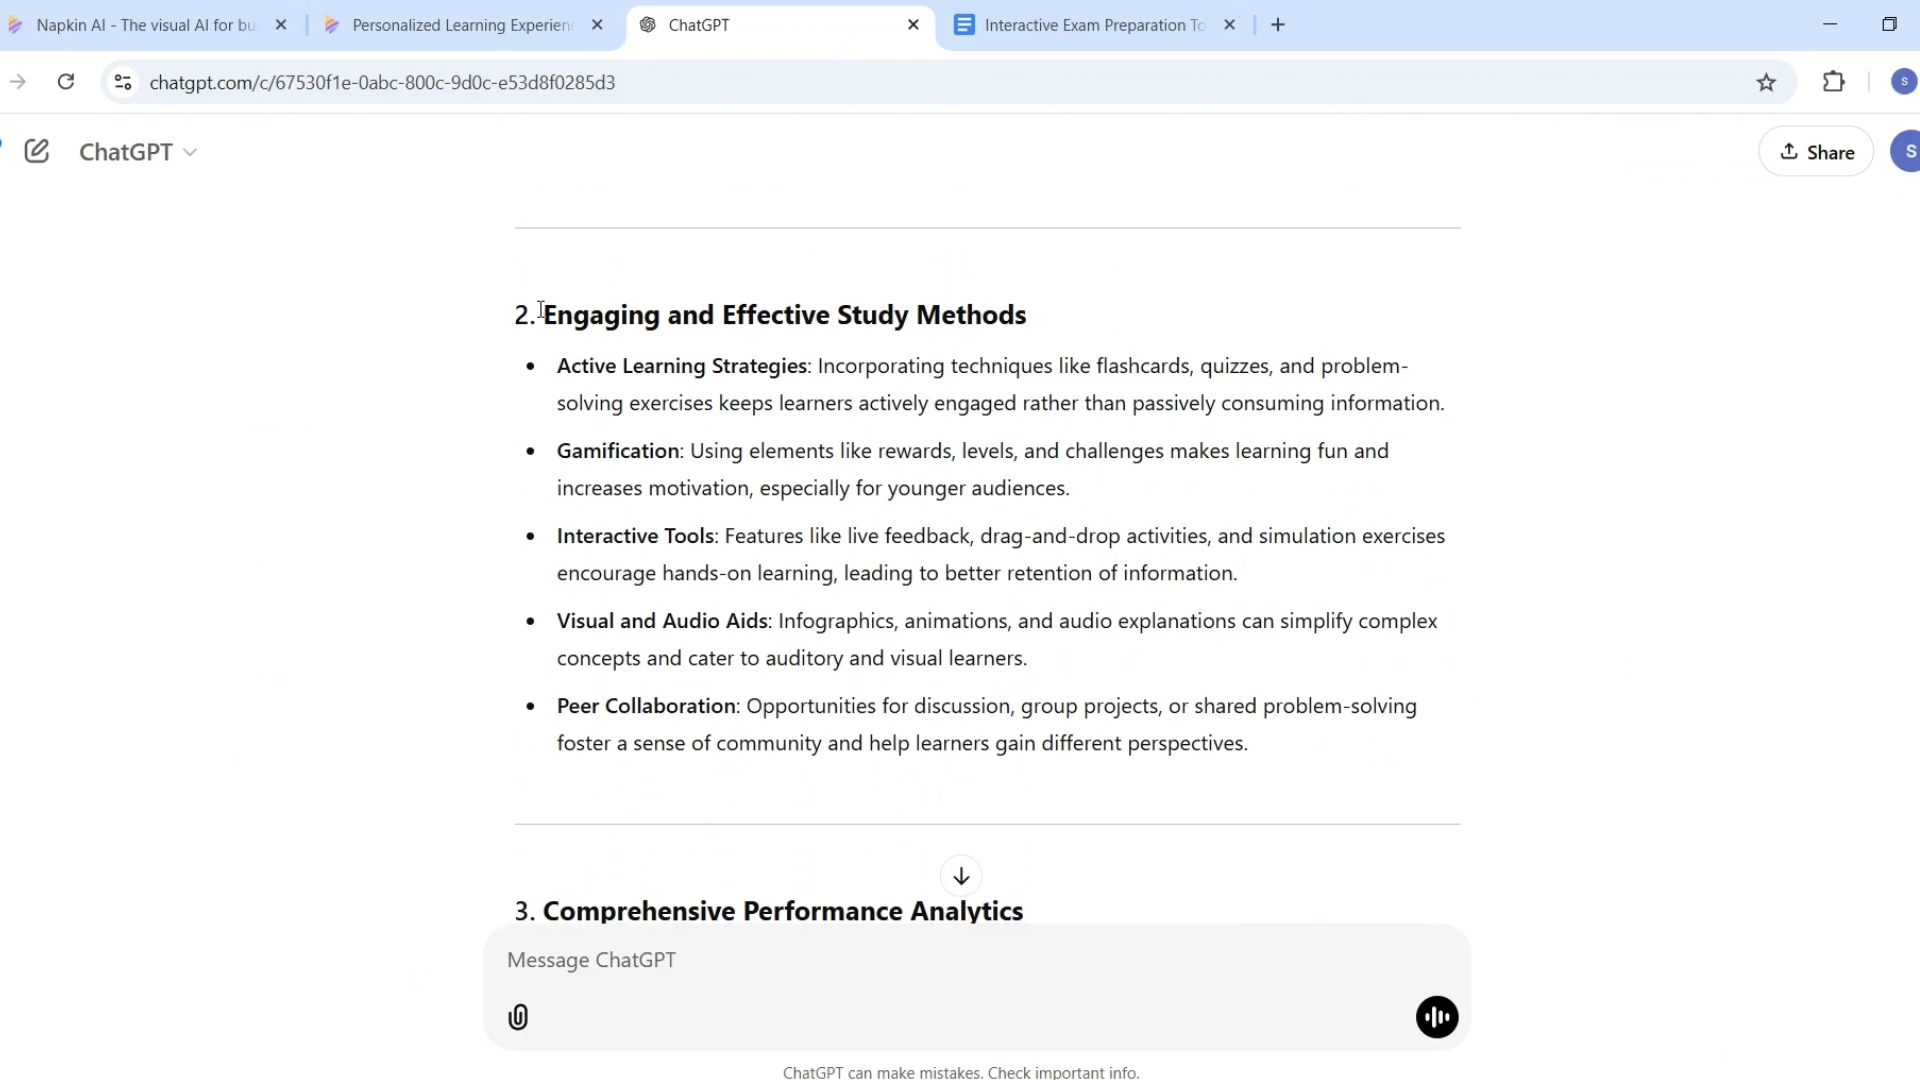 Napkin AI - The visual AI for bu
Personalized Learning Experien
ChatGPT
Interactive Exam Preparation To
chatgpt.com/c/67530f1e-0abc-800c-9d0c-e53d8f0285d3
S
ChatGPT
Share
S
2. Engaging and Effective Study Methods
• Active Learning Strategies: Incorporating techniques like flashcards, quizzes, and problem-
solving exercises keeps learners actively engaged rather than passively consuming information.
• Gamification: Using elements like rewards, levels, and challenges makes learning fun and
increases motivation, especially for younger audiences.
• Interactive Tools: Features like live feedback, drag-and-drop activities, and simulation exercises
encourage hands-on learning, leading to better retention of information.
• Visual and Audio Aids: Infographics, animations, and audio explanations can simplify complex
concepts and cater to auditory and visual learners.
• Peer Collaboration: Opportunities for discussion, group projects, or shared problem-solving
foster a sense of community and help learners gain different perspectives.
3. Comprehensive Performance Analytics
Message ChatGPT
ChatGPT can make mistakes. Check important info.